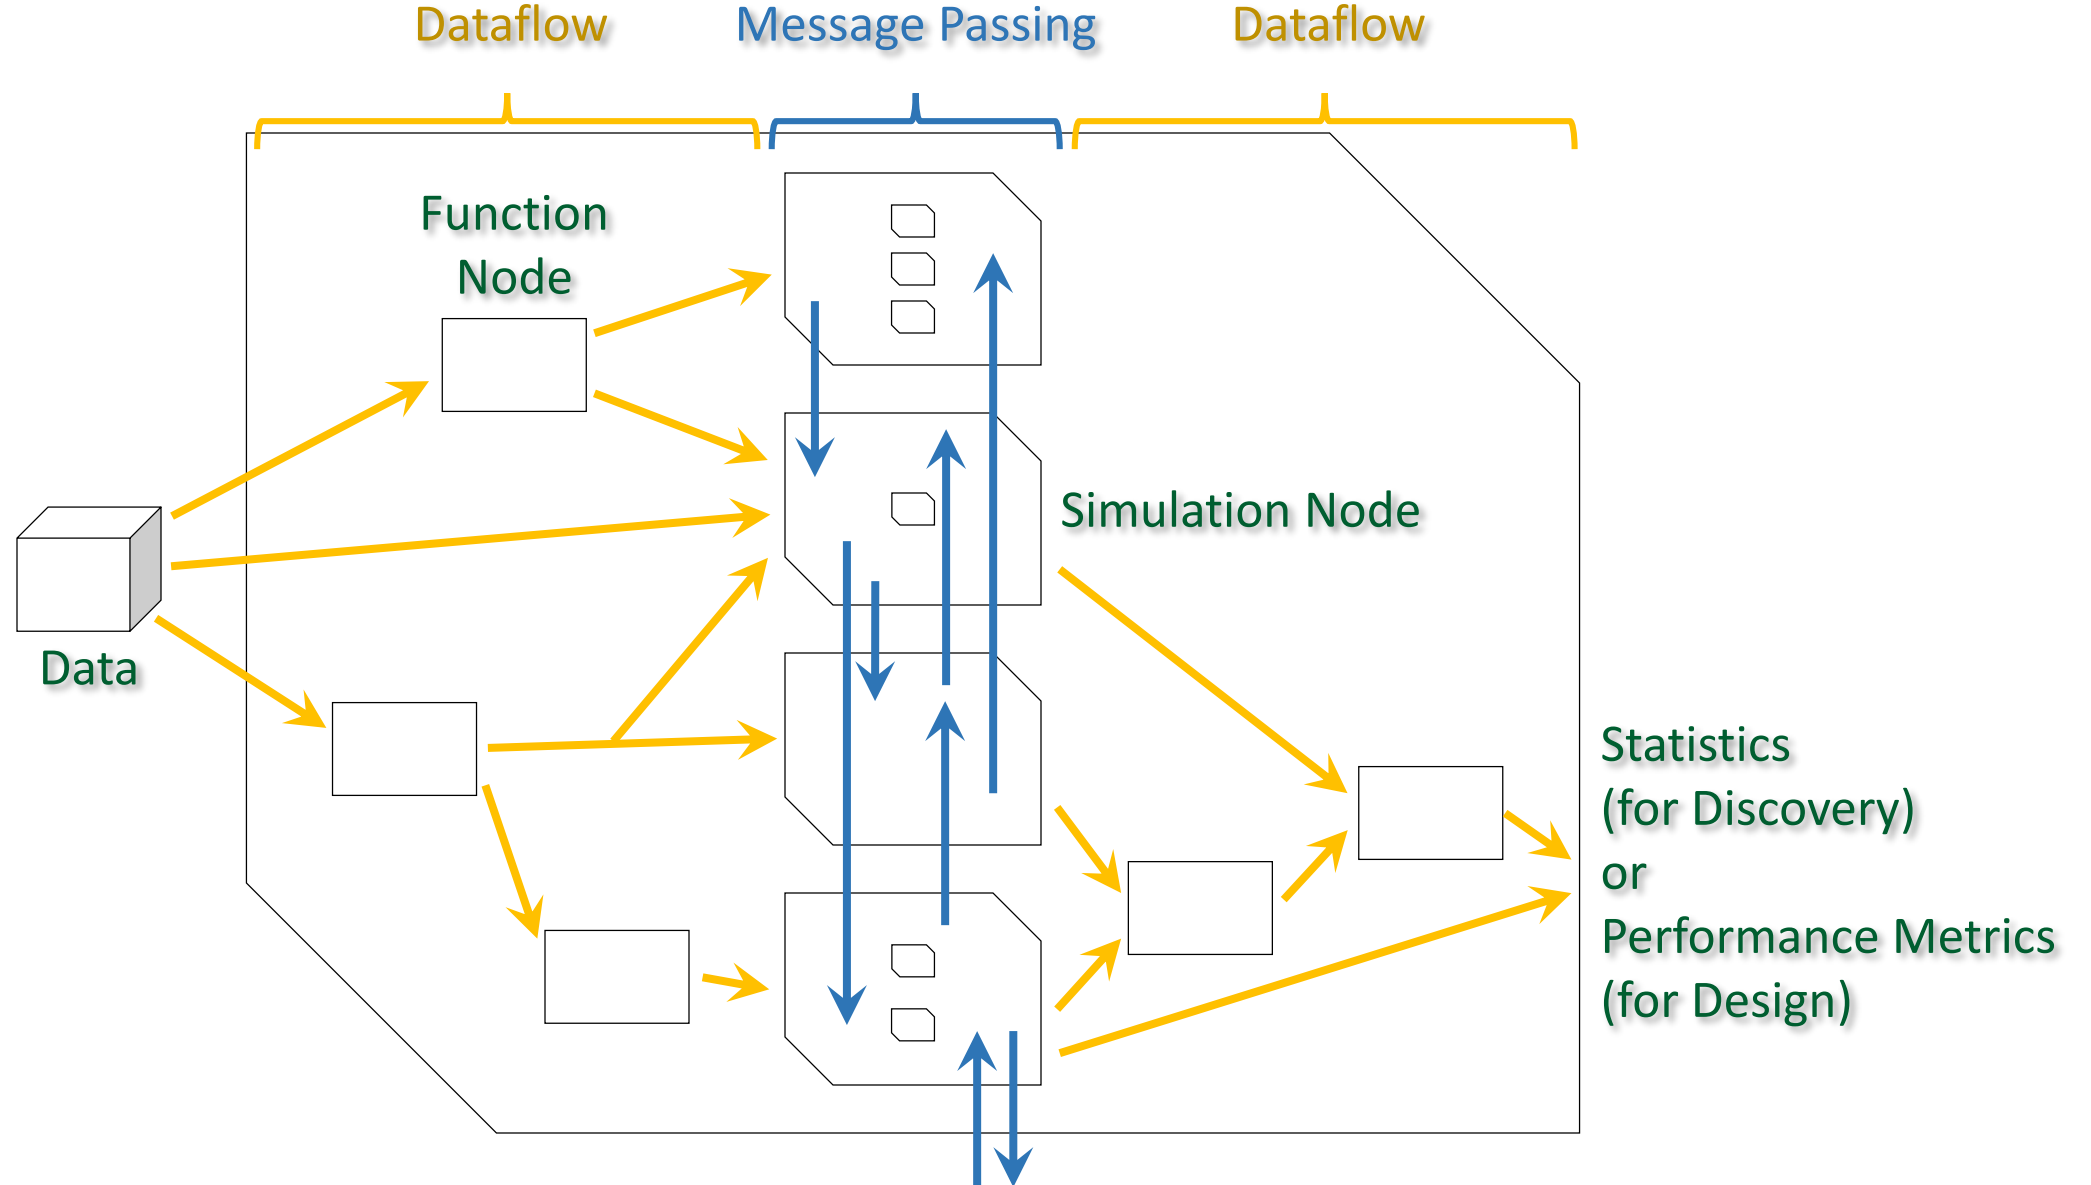 Dataflow
Message Passing
Dataflow
Function
Node
Simulation Node
Data
Statistics
(for Discovery)
or
Performance Metrics
(for Design)